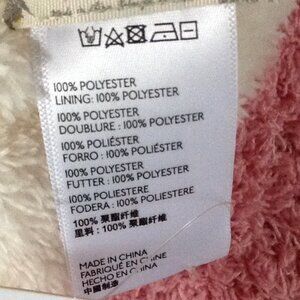 100% POLYESTER
LINING: 100% POLYESTER
100% POLYESTER
DOUBLURE : 100% POLYESTER
100% POLIÉSTER
FORRO : 100% POLIÉSTER
100% POLYESTER
FUTTER : 100% POLYESTER
100% POLIESTERE
FODERA : 100% POLIESTERE
100% 聚酯纤维
里料：100% 聚酯纤维
MADE IN CHINA
FABRIQUÉ EN CHINE
HECHO EN CHINA
中國制造